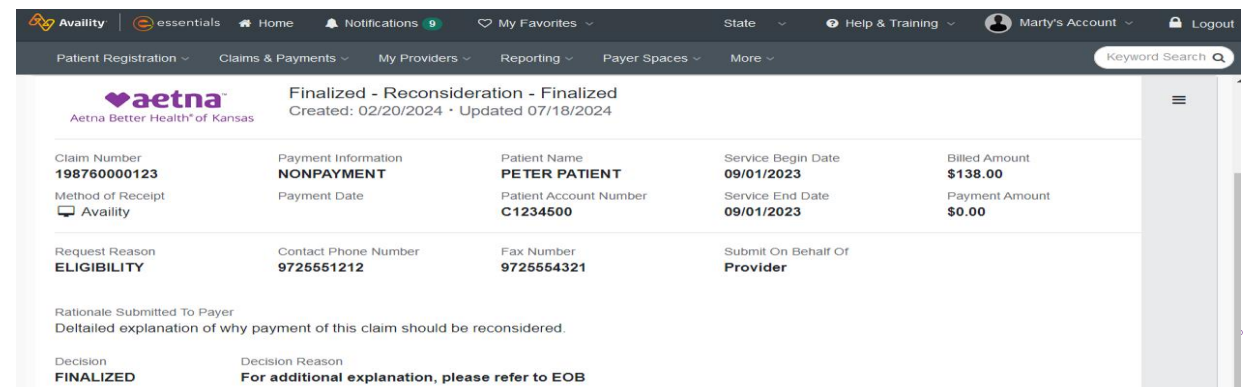 Availity essentials Home Notifications 9 My Favorites State Help & Training Marty's Account Logout
Patient Registration Claims & Payments My Providers Reporting Payer Spaces More Keyword Search
aetna™
Aetna Better Health® of Kansas
Finalized - Reconsideration - Finalized
Created: 02/20/2024 • Updated 07/18/2024
Claim Number Payment Information Patient Name Service Begin Date Billed Amount
198760000123 NONPAYMENT PETER PATIENT 09/01/2023 $138.00
Method of Receipt Payment Date Patient Account Number Service End Date Payment Amount
Availity C1234500 09/01/2023 $0.00
Request Reason Contact Phone Number Fax Number Submit On Behalf Of
ELIGIBILITY 9725551212 9725554321 Provider
Rationale Submitted To Payer
Deltailed explanation of why payment of this claim should be reconsidered.
Decision Decision Reason
FINALIZED For additional explanation, please refer to EOB